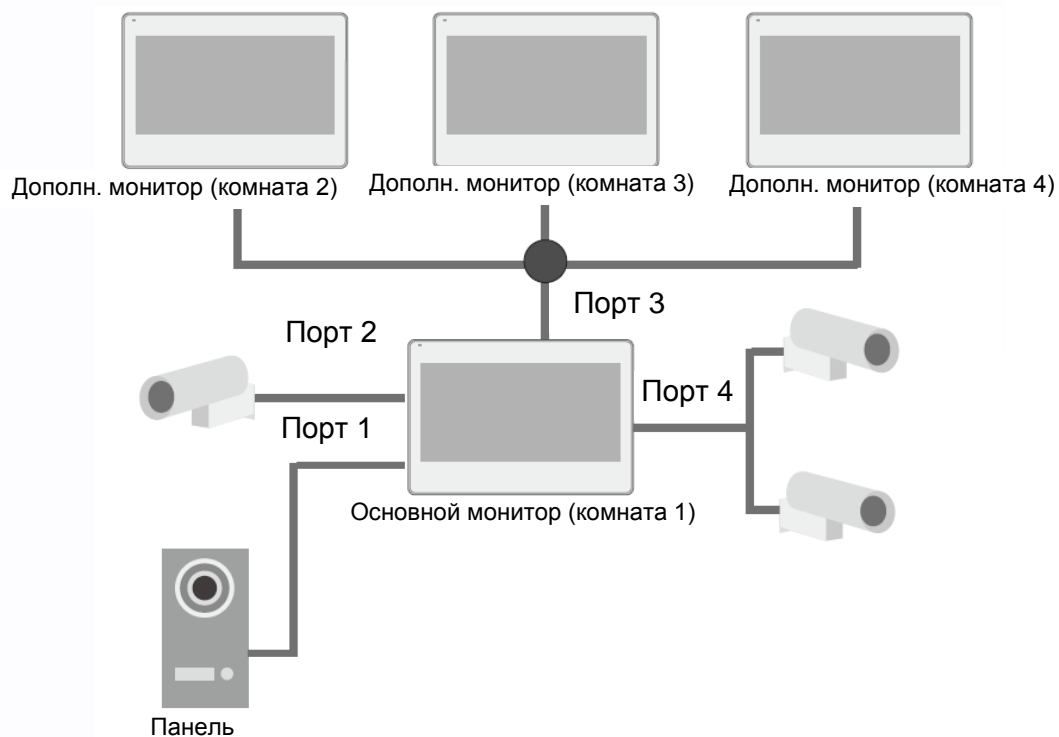 Дополн. монитор (комната 2)
Дополн. монитор (комната 3)
Дополн. монитор (комната 4)
Порт 3
Порт 2
Порт 4
Порт 1
Основной монитор (комната 1)
Панель